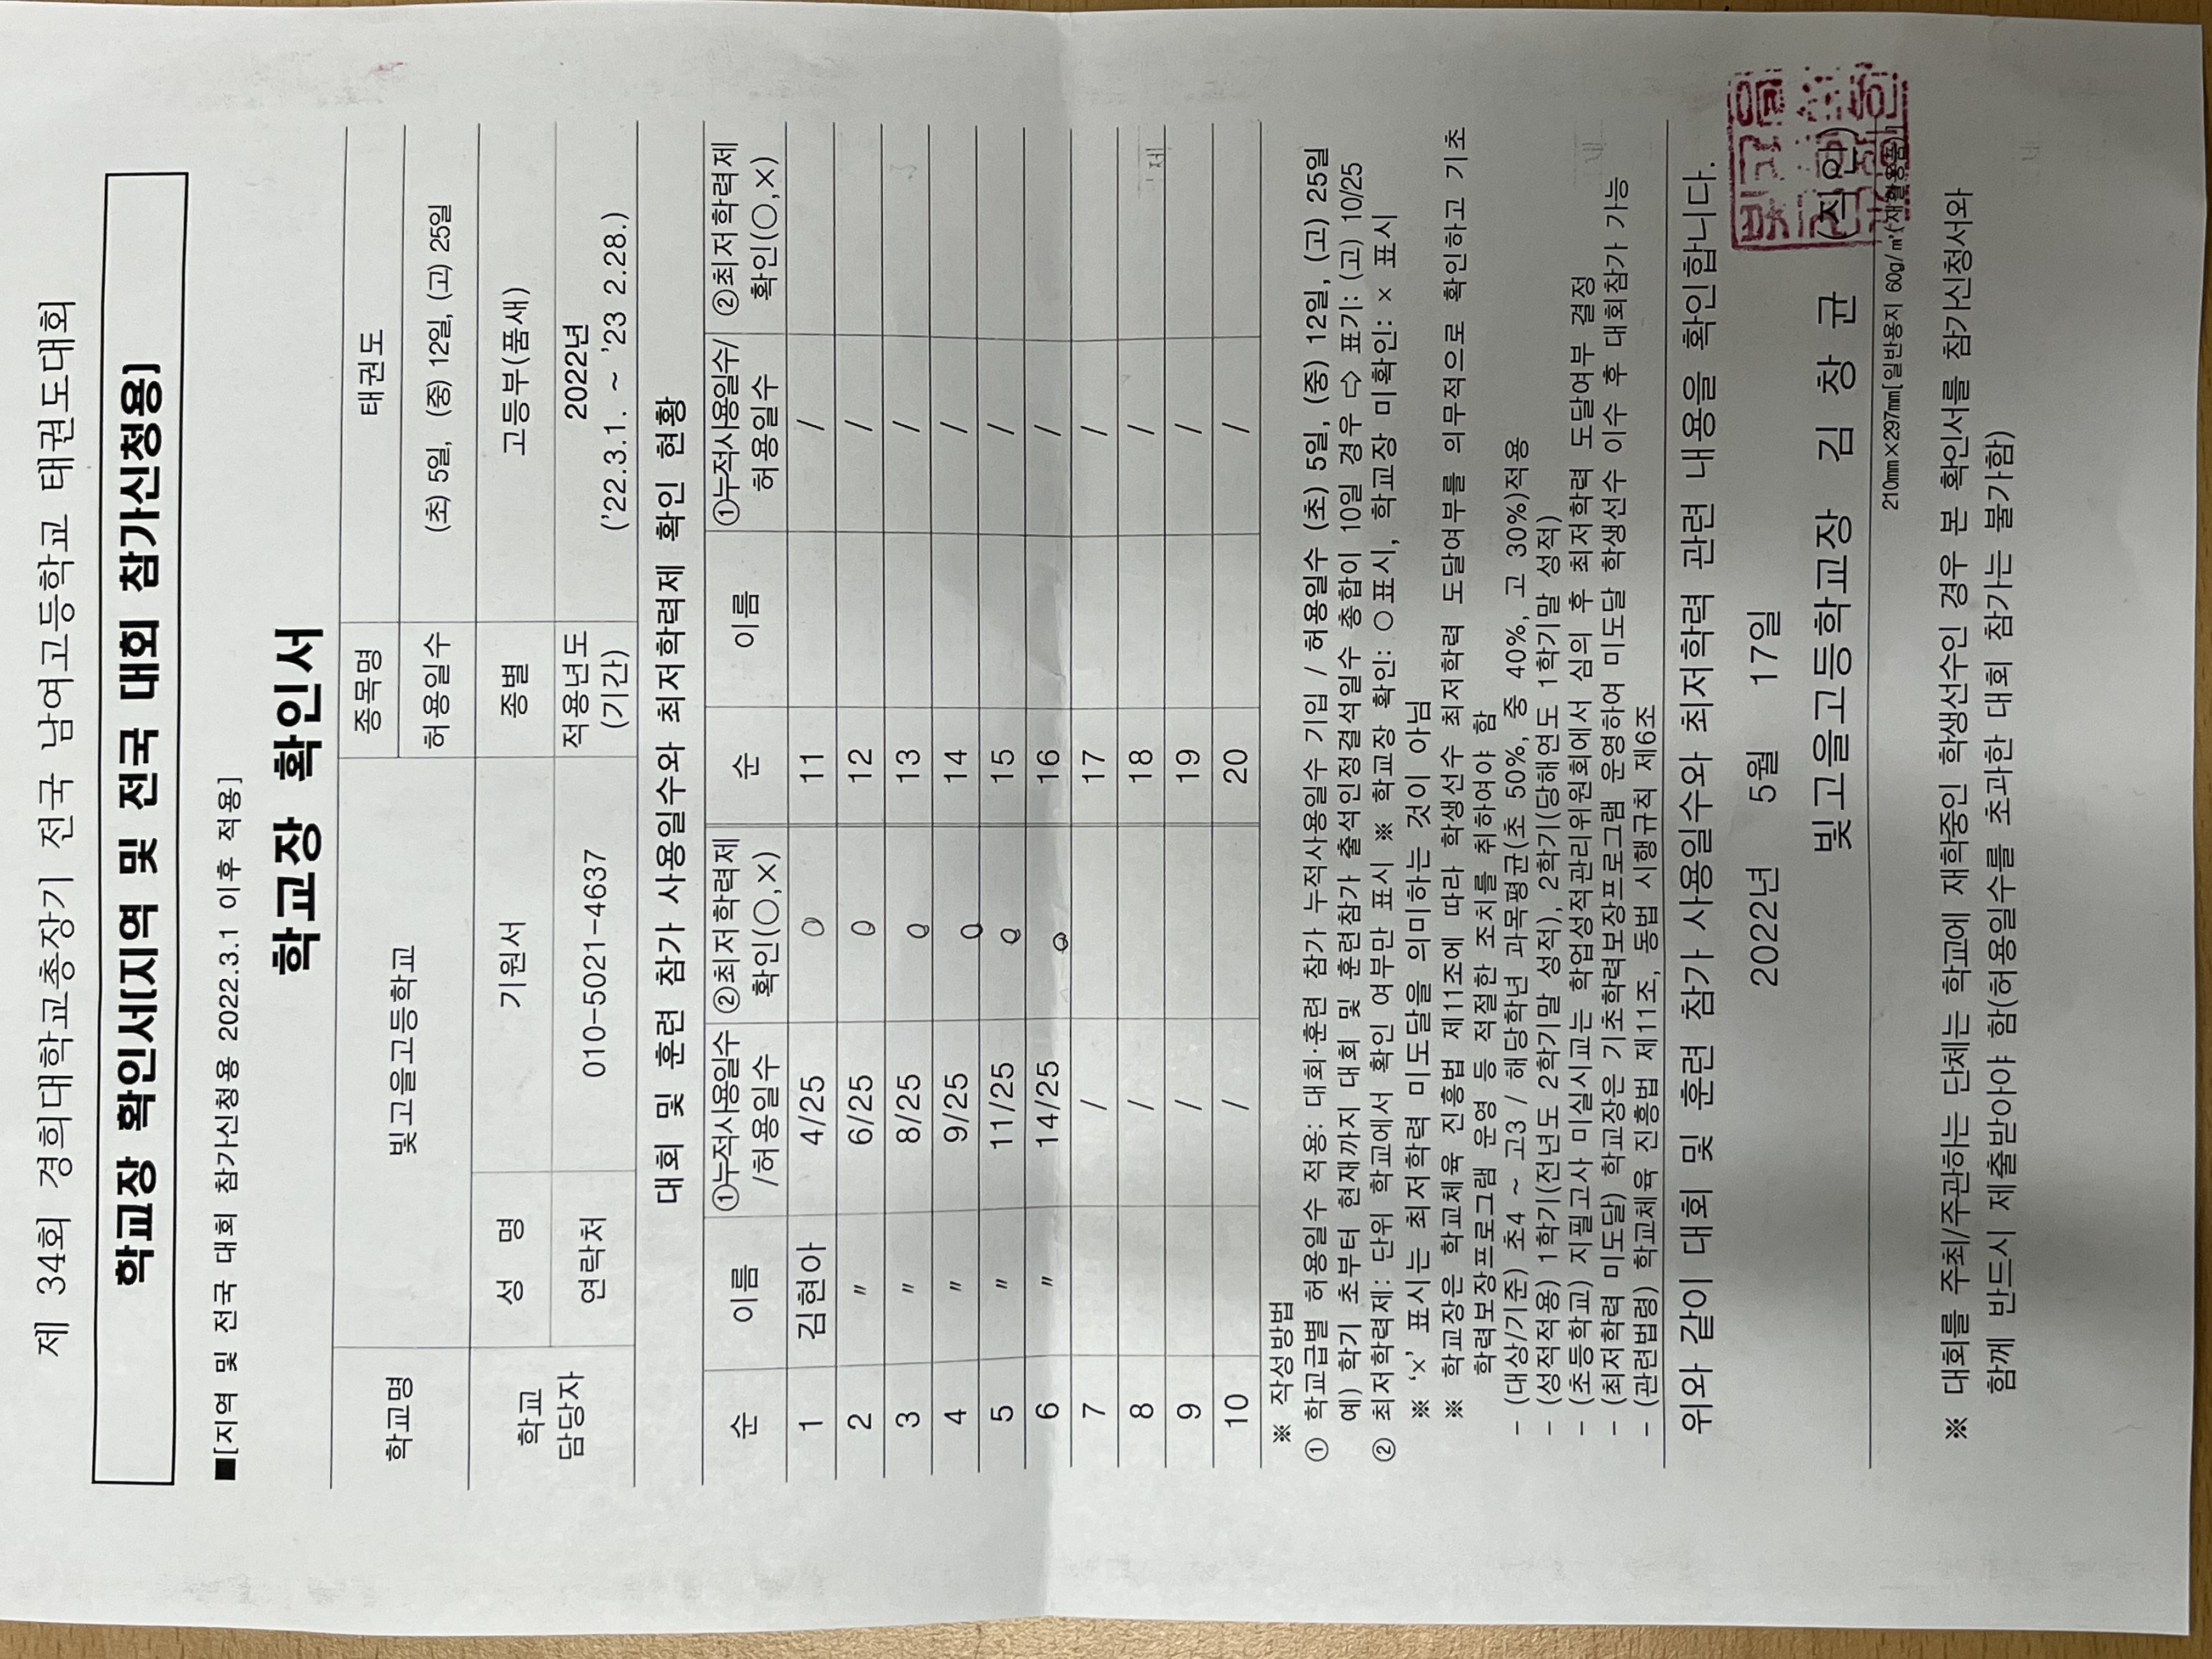 제 34회 경희대학교총장기 전국 남여고등학교 태권도대회
학교장 확인서(지역 및 전국 대회 참가신청용)
■[지역 및 전국 대회 참가신청용 2022.3.1 이후 적용]
학교장 확인서
학교명 빛고을고등학교 종목명 태권도
허용일수 (초) 5일, (중) 12일, (고) 25일
학교 담당자 성 명 기원서 종별 고등부(품새)
연락처 010-5021-4637 적용년도 (기간) 2022년
('22.3.1. ~ '23 2.28.)
대회 및 훈련 참가 사용일수와 최저학력제 확인 현황
순 이름 ①누적사용일수/허용일수 ②최저학력제 확인(○,×) 순 이름 ①누적사용일수/허용일수 ②최저학력제 확인(○,×)
1 김현아 4/25 O 11 /
2 〃 6/25 O 12 /
3 〃 8/25 O 13 /
4 〃 9/25 O 14 /
5 〃 11/25 O 15 /
6 〃 14/25 O 16 /
7 / 17 /
8 / 18 /
9 / 19 /
10 / 20 /
※ 작성방법
① 학교급별 허용일수 적용: 대회·훈련 참가 누적사용일수 기입 / 허용일수 (초) 5일, (중) 12일, (고) 25일
예) 학기 초부터 현재까지 대회 및 훈련참가 출석인정결석일수 총합이 10일 경우 ⇨ 표기: (고) 10/25
② 최저학력제: 단위 학교에서 확인 여부만 표시 ※ 학교장 확인: ○표시, 학교장 미확인: × 표시
※ '×' 표시는 최저학력 미도달을 의미하는 것이 아님
※ 학교장은 학교체육 진흥법 제11조에 따라 학생선수 최저학력 도달여부를 의무적으로 확인하고 기초
학력보장프로그램 운영 등 적절한 조치를 취하여야 함
- (대상/기준) 초4 ~ 고3 / 해당학년 과목평균(초 50%, 중 40%, 고 30%)적용
- (성적적용) 1학기(전년도 2학기말 성적), 2학기(당해연도 1학기말 성적)
- (초등학교) 지필고사 미실시교는 학업성적관리위원회에서 심의 후 최저학력 도달여부 결정
- (최저학력 미도달) 학교장은 기초학력보장프로그램 운영하여 미도달 학생선수 이수 후 대회참가 가능
- (관련법령) 학교체육 진흥법 제11조, 동법 시행규칙 제6조
위와 같이 대회 및 훈련 참가 사용일수와 최저학력 관련 내용을 확인합니다.
2022년 5월 17일
빛고을고등학교장 김 창 균 (직인)
210㎜×297㎜[일반용지 60g/㎡(재활용품)]
※ 대회를 주최/주관하는 단체는 학교에 재학중인 학생선수인 경우 본 확인서를 참가신청서와
함께 반드시 제출받아야 함(허용일수를 초과한 대회 참가는 불가함)